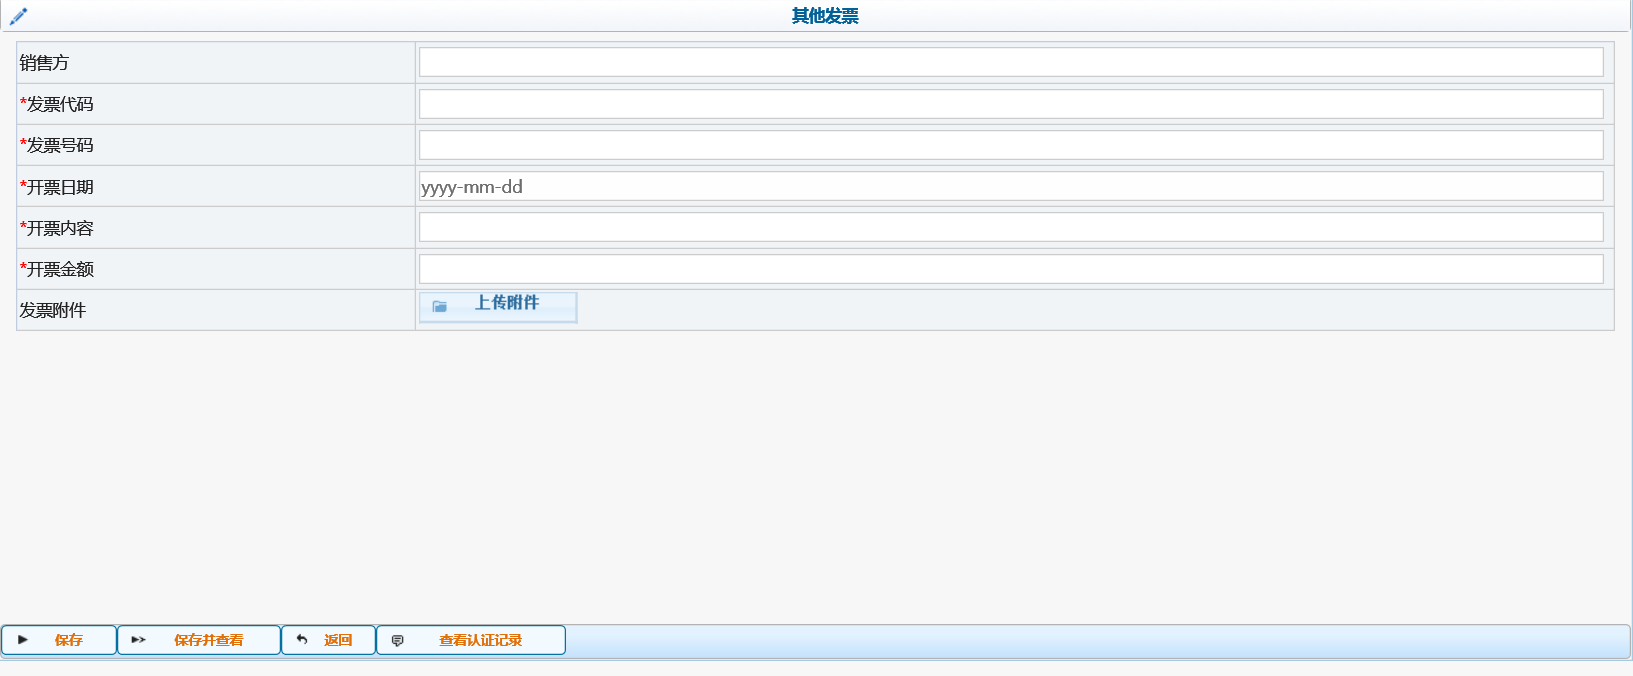 其他发票
销售方
*发票代码
*发票号码
*开票日期 yyyy-mm-dd
*开票内容
*开票金额
发票附件 上传附件
保存 保存并查看 返回 查看认证记录